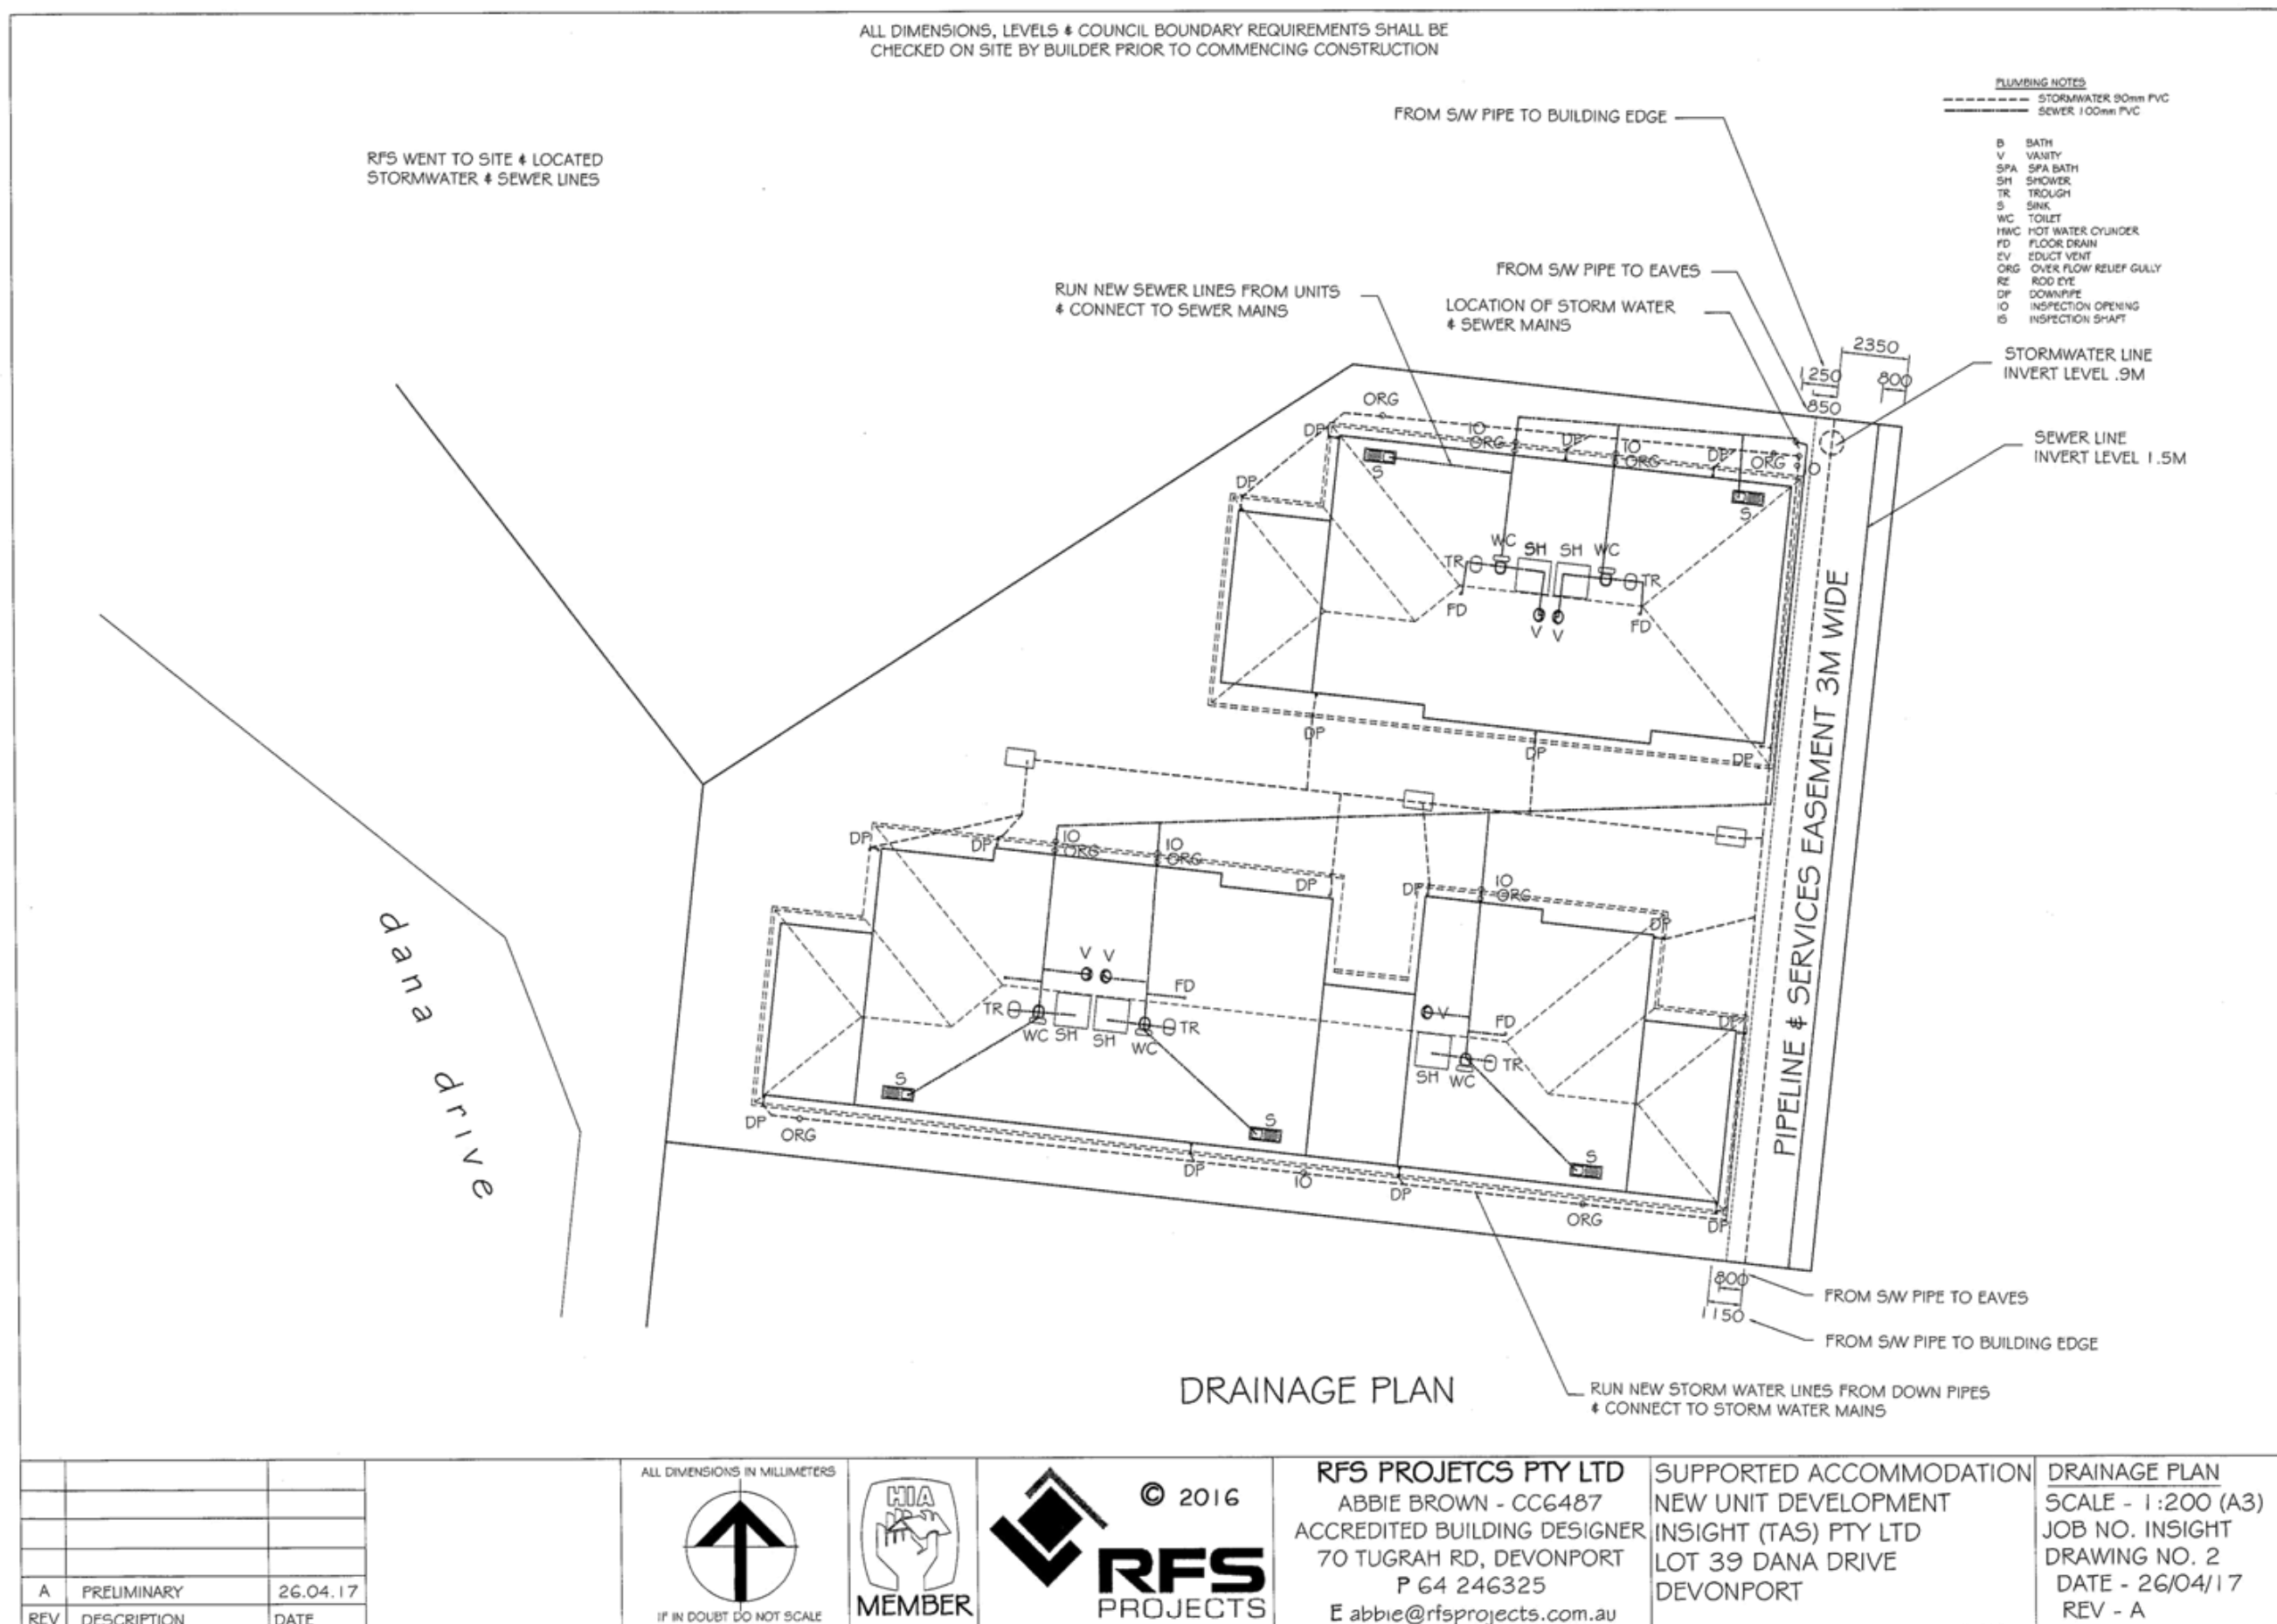 ALL DIMENSIONS, LEVELS & COUNCIL BOUNDARY REQUIREMENTS SHALL BE
CHECKED ON SITE BY BUILDER PRIOR TO COMMENCING CONSTRUCTION
RFS WENT TO SITE & LOCATED
STORMWATER & SEWER LINES
PLUMBING NOTES
STORMWATER 90mm PVC
SEWER 100mm PVC
B BATH
V VANITY
SPA SPA BATH
SH SHOWER
TR TROUGH
S SINK
WC TOILET
HWC HOT WATER CYLINDER
FD FLOOR DRAIN
EV EDUCT VENT
ORG OVER FLOW RELIEF GULLY
RE ROD EYE
DP DOWNPIPE
IO INSPECTION OPENING
IS INSPECTION SHAFT
FROM S/W PIPE TO BUILDING EDGE
FROM S/W PIPE TO EAVES
RUN NEW SEWER LINES FROM UNITS
& CONNECT TO SEWER MAINS
LOCATION OF STORM WATER
& SEWER MAINS
2350
1250
800
850
STORMWATER LINE
INVERT LEVEL .9M
SEWER LINE
INVERT LEVEL 1.5M
ORG
DP
IO
ORG
DP
IO
ORG
DP
ORG
IO
S
DP
S
WC
SH
SH
WC
TR
TR
FD
V
V
FD
DP
DP
DP
PIPELINE & SERVICES EASEMENT 3M WIDE
DP
DP
IO
ORG
IO
ORG
DP
DP
IO
ORG
DP
V
V
FD
TR
WC
SH
SH
WC
TR
V
FD
DP
SH
WC
TR
S
S
S
DP
ORG
DP
IO
DP
ORG
DP
dana drive
800
1150
FROM S/W PIPE TO EAVES
FROM S/W PIPE TO BUILDING EDGE
RUN NEW STORM WATER LINES FROM DOWN PIPES
& CONNECT TO STORM WATER MAINS
DRAINAGE PLAN
A PRELIMINARY 26.04.17
REV DESCRIPTION DATE
ALL DIMENSIONS IN MILLIMETERS
IF IN DOUBT DO NOT SCALE
HIA
MEMBER
© 2016
RFS
PROJECTS
RFS PROJETCS PTY LTD
ABBIE BROWN - CC6487
ACCREDITED BUILDING DESIGNER
70 TUGRAH RD, DEVONPORT
P 64 246325
E abbie@rfsprojects.com.au
SUPPORTED ACCOMMODATION
NEW UNIT DEVELOPMENT
INSIGHT (TAS) PTY LTD
LOT 39 DANA DRIVE
DEVONPORT
DRAINAGE PLAN
SCALE - 1:200 (A3)
JOB NO. INSIGHT
DRAWING NO. 2
DATE - 26/04/17
REV - A